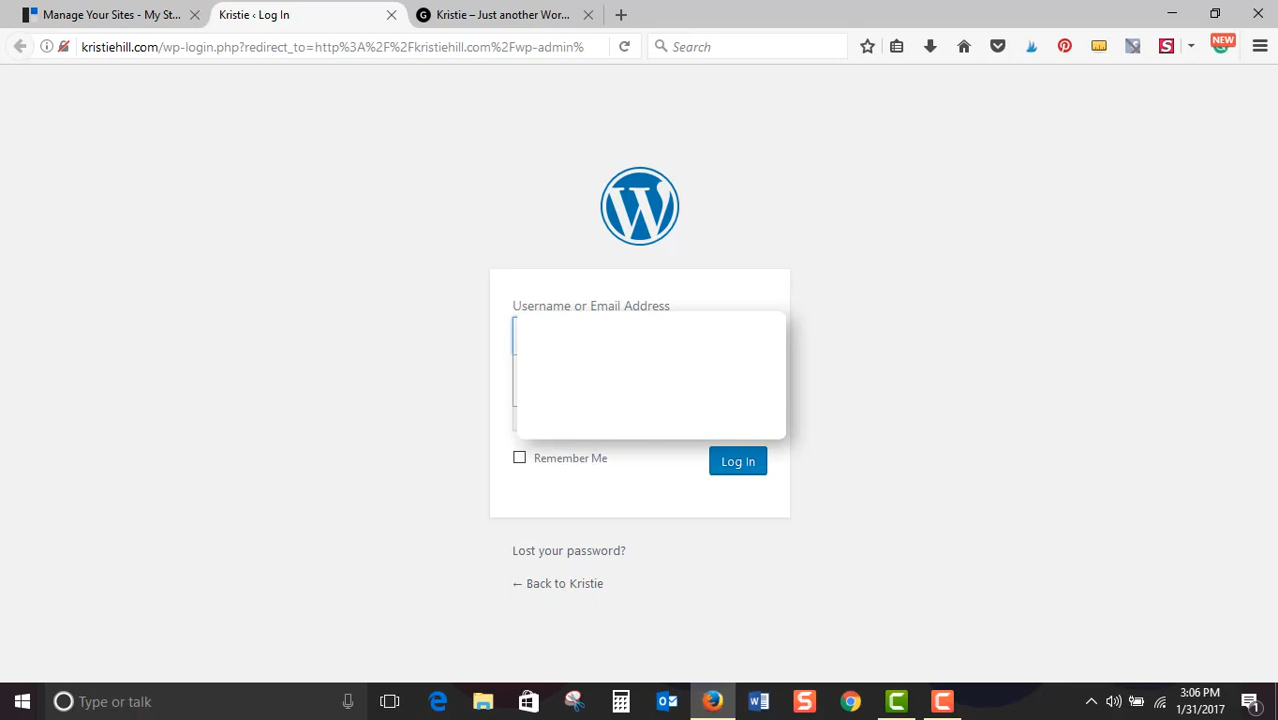 Manage Your Sites - My St...
Kristie ‹ Log In
Kristie – Just another Wor...
kristiehill.com/wp-login.php?redirect_to=http%3A%2F%2Fkristiehill.com%2Fwp-admin%
Search
NEW
Username or Email Address
Remember Me
Log In
Lost your password?
← Back to Kristie
Type or talk
3:06 PM
1/31/2017
1